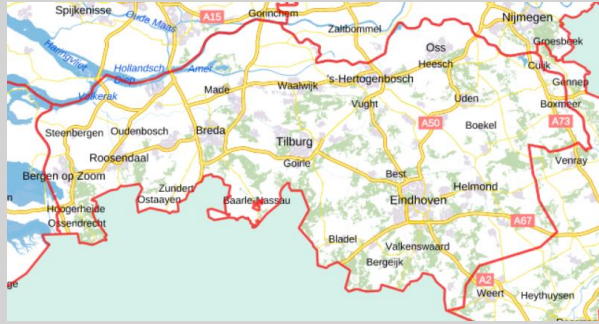 Spijkenisse
Oude Maas
A15
Gorinchem
Zaltbommel
Nijmegen
Groesbeek
Haringvliet
Hollandsch
Diep
Amer
Oss
Heesch
Cuijk
Gennep
Volkerak
Made
Waalwijk
's-Hertogenbosch
Vught
Uden
Boxmeer
A50
A73
Boekel
Steenbergen
Oudenbosch
Breda
Tilburg
Roosendaal
Goirle
Venray
Bergen op Zoom
Best
Helmond
Zundert
Ostaayen
Baarle-Nassau
Eindhoven
Hoogerheide
Ossendrecht
A67
Bladel
Valkenswaard
Bergeijk
A2
Weert
Heythuysen